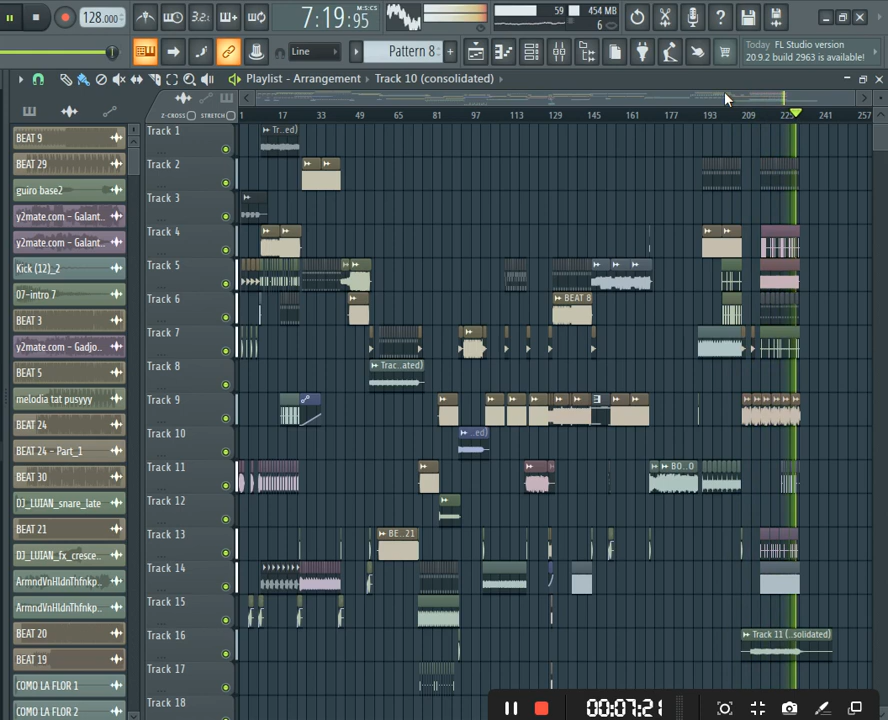 128.000
3.2
7:19:95
M:S:CS
59
454 MB
6
Line
Pattern 8
Today FL Studio version
20.9.2 build 2963 is available!
Playlist - Arrangement
Track 10 (consolidated)
Z-CROSS
STRETCH
1 17 33 49 65 81 97 113 129 145 161 177 193 209 225 241 257
BEAT 9
BEAT 29
guiro base2
y2mate.com - Galant..
y2mate.com - Galant..
Kick (12)_2
07-intro 7
BEAT 3
y2mate.com - Gadjo..
BEAT 5
melodia tat pusyyy
BEAT 24
BEAT 24 - Part_1
BEAT 30
DJ_LUIAN_snare_late
BEAT 21
DJ_LUIAN_fx_cresce..
ArmndVnHldnThfnkp..
ArmndVnHldnThfnkp..
BEAT 20
BEAT 19
COMO LA FLOR 1
COMO LA FLOR 2
Track 1
Tr..ed)
Track 2
Track 3
Track 4
Track 5
Track 6
BEAT 8
Track 7
Track 8
Trac..ated)
Track 9
Track 10
..ed)
Track 11
BO..O
Track 12
Track 13
BE..21
Track 14
Track 15
Track 16
Track 11 (..solidated)
Track 17
Track 18
00:07:21